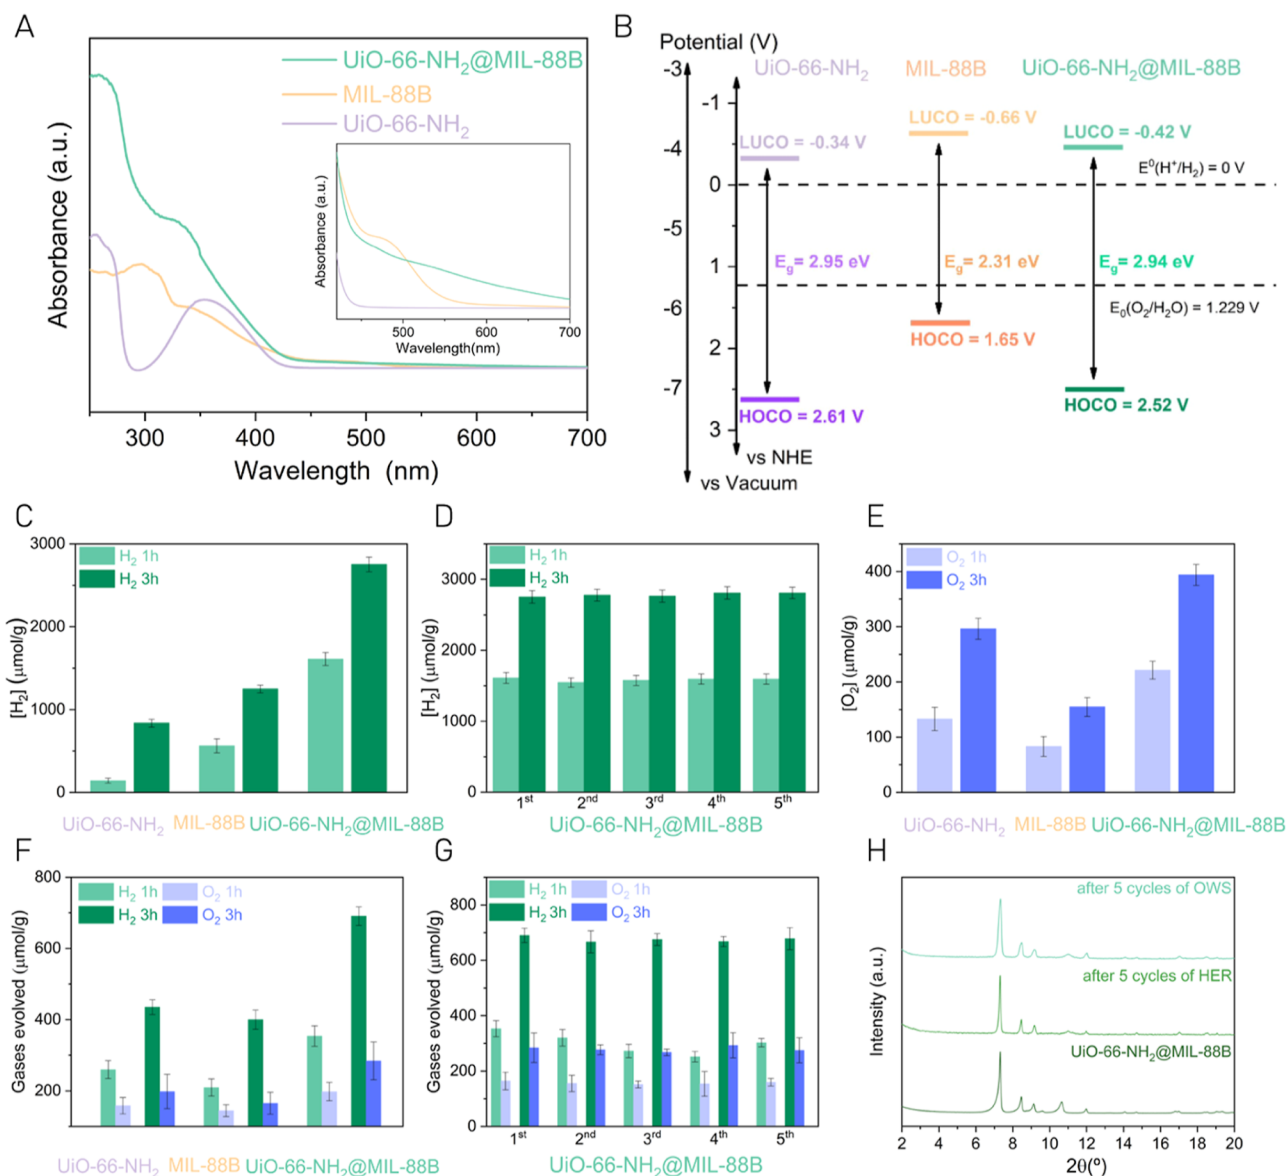 A
UiO-66-NH2@MIL-88B
MIL-88B
UiO-66-NH2
Absorbance (a.u.)
Absorbance (a.u.)
500
600
700
Wavelength(nm)
300
400
500
600
700
Wavelength (nm)
B
Potential (V)
UiO-66-NH2
MIL-88B
UiO-66-NH2@MIL-88B
-3
-4
-5
-6
-7
-1
0
1
2
3
LUCO = -0.34 V
LUCO = -0.66 V
LUCO = -0.42 V
E0(H+/H2) = 0 V
Eg= 2.95 eV
Eg= 2.31 eV
Eg= 2.94 eV
E0(O2/H2O) = 1.229 V
HOCO = 1.65 V
HOCO = 2.61 V
HOCO = 2.52 V
vs NHE
vs Vacuum
C
H2 1h
H2 3h
[H2] (μmol/g)
3000
2000
1000
0
UiO-66-NH2 MIL-88B UiO-66-NH2@MIL-88B
D
H2 1h
H2 3h
[H2] (μmol/g)
3000
2000
1000
0
1st 2nd 3rd 4th 5th
UiO-66-NH2@MIL-88B
E
O2 1h
O2 3h
[O2] (μmol/g)
400
300
200
100
0
UiO-66-NH2 MIL-88B UiO-66-NH2@MIL-88B
F
H2 1h O2 1h
H2 3h O2 3h
Gases evolved (μmol/g)
800
600
400
200
UiO-66-NH2 MIL-88B UiO-66-NH2@MIL-88B
G
H2 1h O2 1h
H2 3h O2 3h
Gases evolved (μmol/g)
800
600
400
200
0
1st 2nd 3rd 4th 5th
UiO-66-NH2@MIL-88B
H
after 5 cycles of OWS
after 5 cycles of HER
UiO-66-NH2@MIL-88B
Intensity (a.u.)
2 4 6 8 10 12 14 16 18 20
2θ(º)